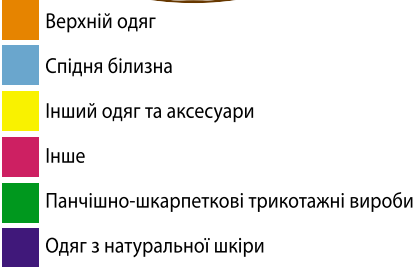 Верхній одяг
Спідня білизна
Інший одяг та аксесуари
Інше
Панчішно-шкарпеткові трикотажні вироби
Одяг з натуральної шкіри